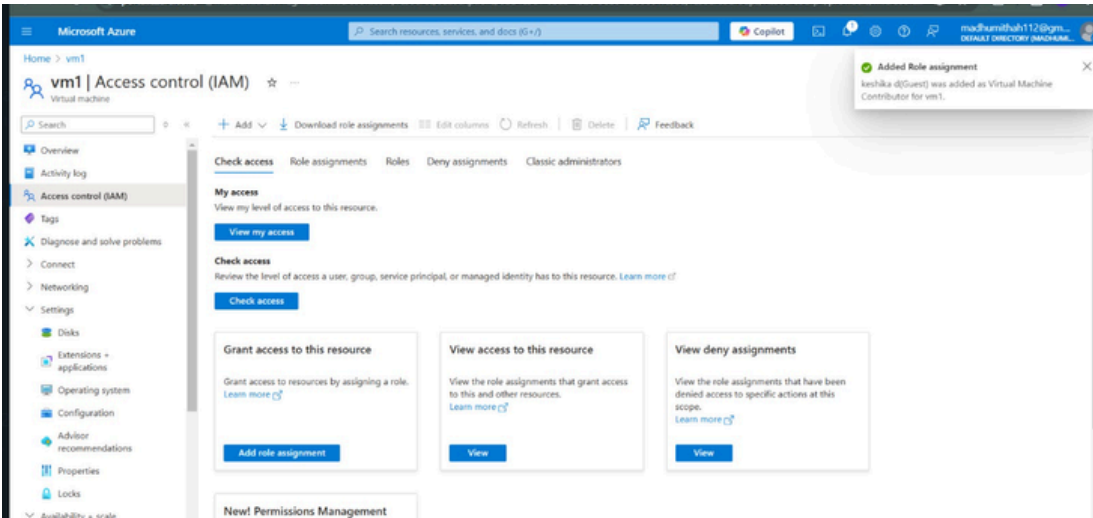 Microsoft Azure
Search resources, services, and docs (G+/)
Copilot
madhumithah112@gm...
DEFAULT DIRECTORY (MADHUMI...
Home > vm1
Added Role assignment
keshika d(Guest) was added as Virtual Machine
Contributor for vm1.
vm1 | Access control (IAM)
Virtual machine
Search
Add
Download role assignments
Edit columns
Refresh
Delete
Feedback
Overview
Activity log
Access control (IAM)
Tags
Diagnose and solve problems
Connect
Networking
Settings
Disks
Extensions +
applications
Operating system
Configuration
Advisor
recommendations
Properties
Locks
Availability + scale
Check access
Role assignments
Roles
Deny assignments
Classic administrators
My access
View my level of access to this resource.
View my access
Check access
Review the level of access a user, group, service principal, or managed identity has to this resource. Learn more
Check access
Grant access to this resource
Grant access to resources by assigning a role.
Learn more
Add role assignment
View access to this resource
View the role assignments that grant access
to this and other resources.
Learn more
View
View deny assignments
View the role assignments that have been
denied access to specific actions at this
scope.
Learn more
View
New! Permissions Management